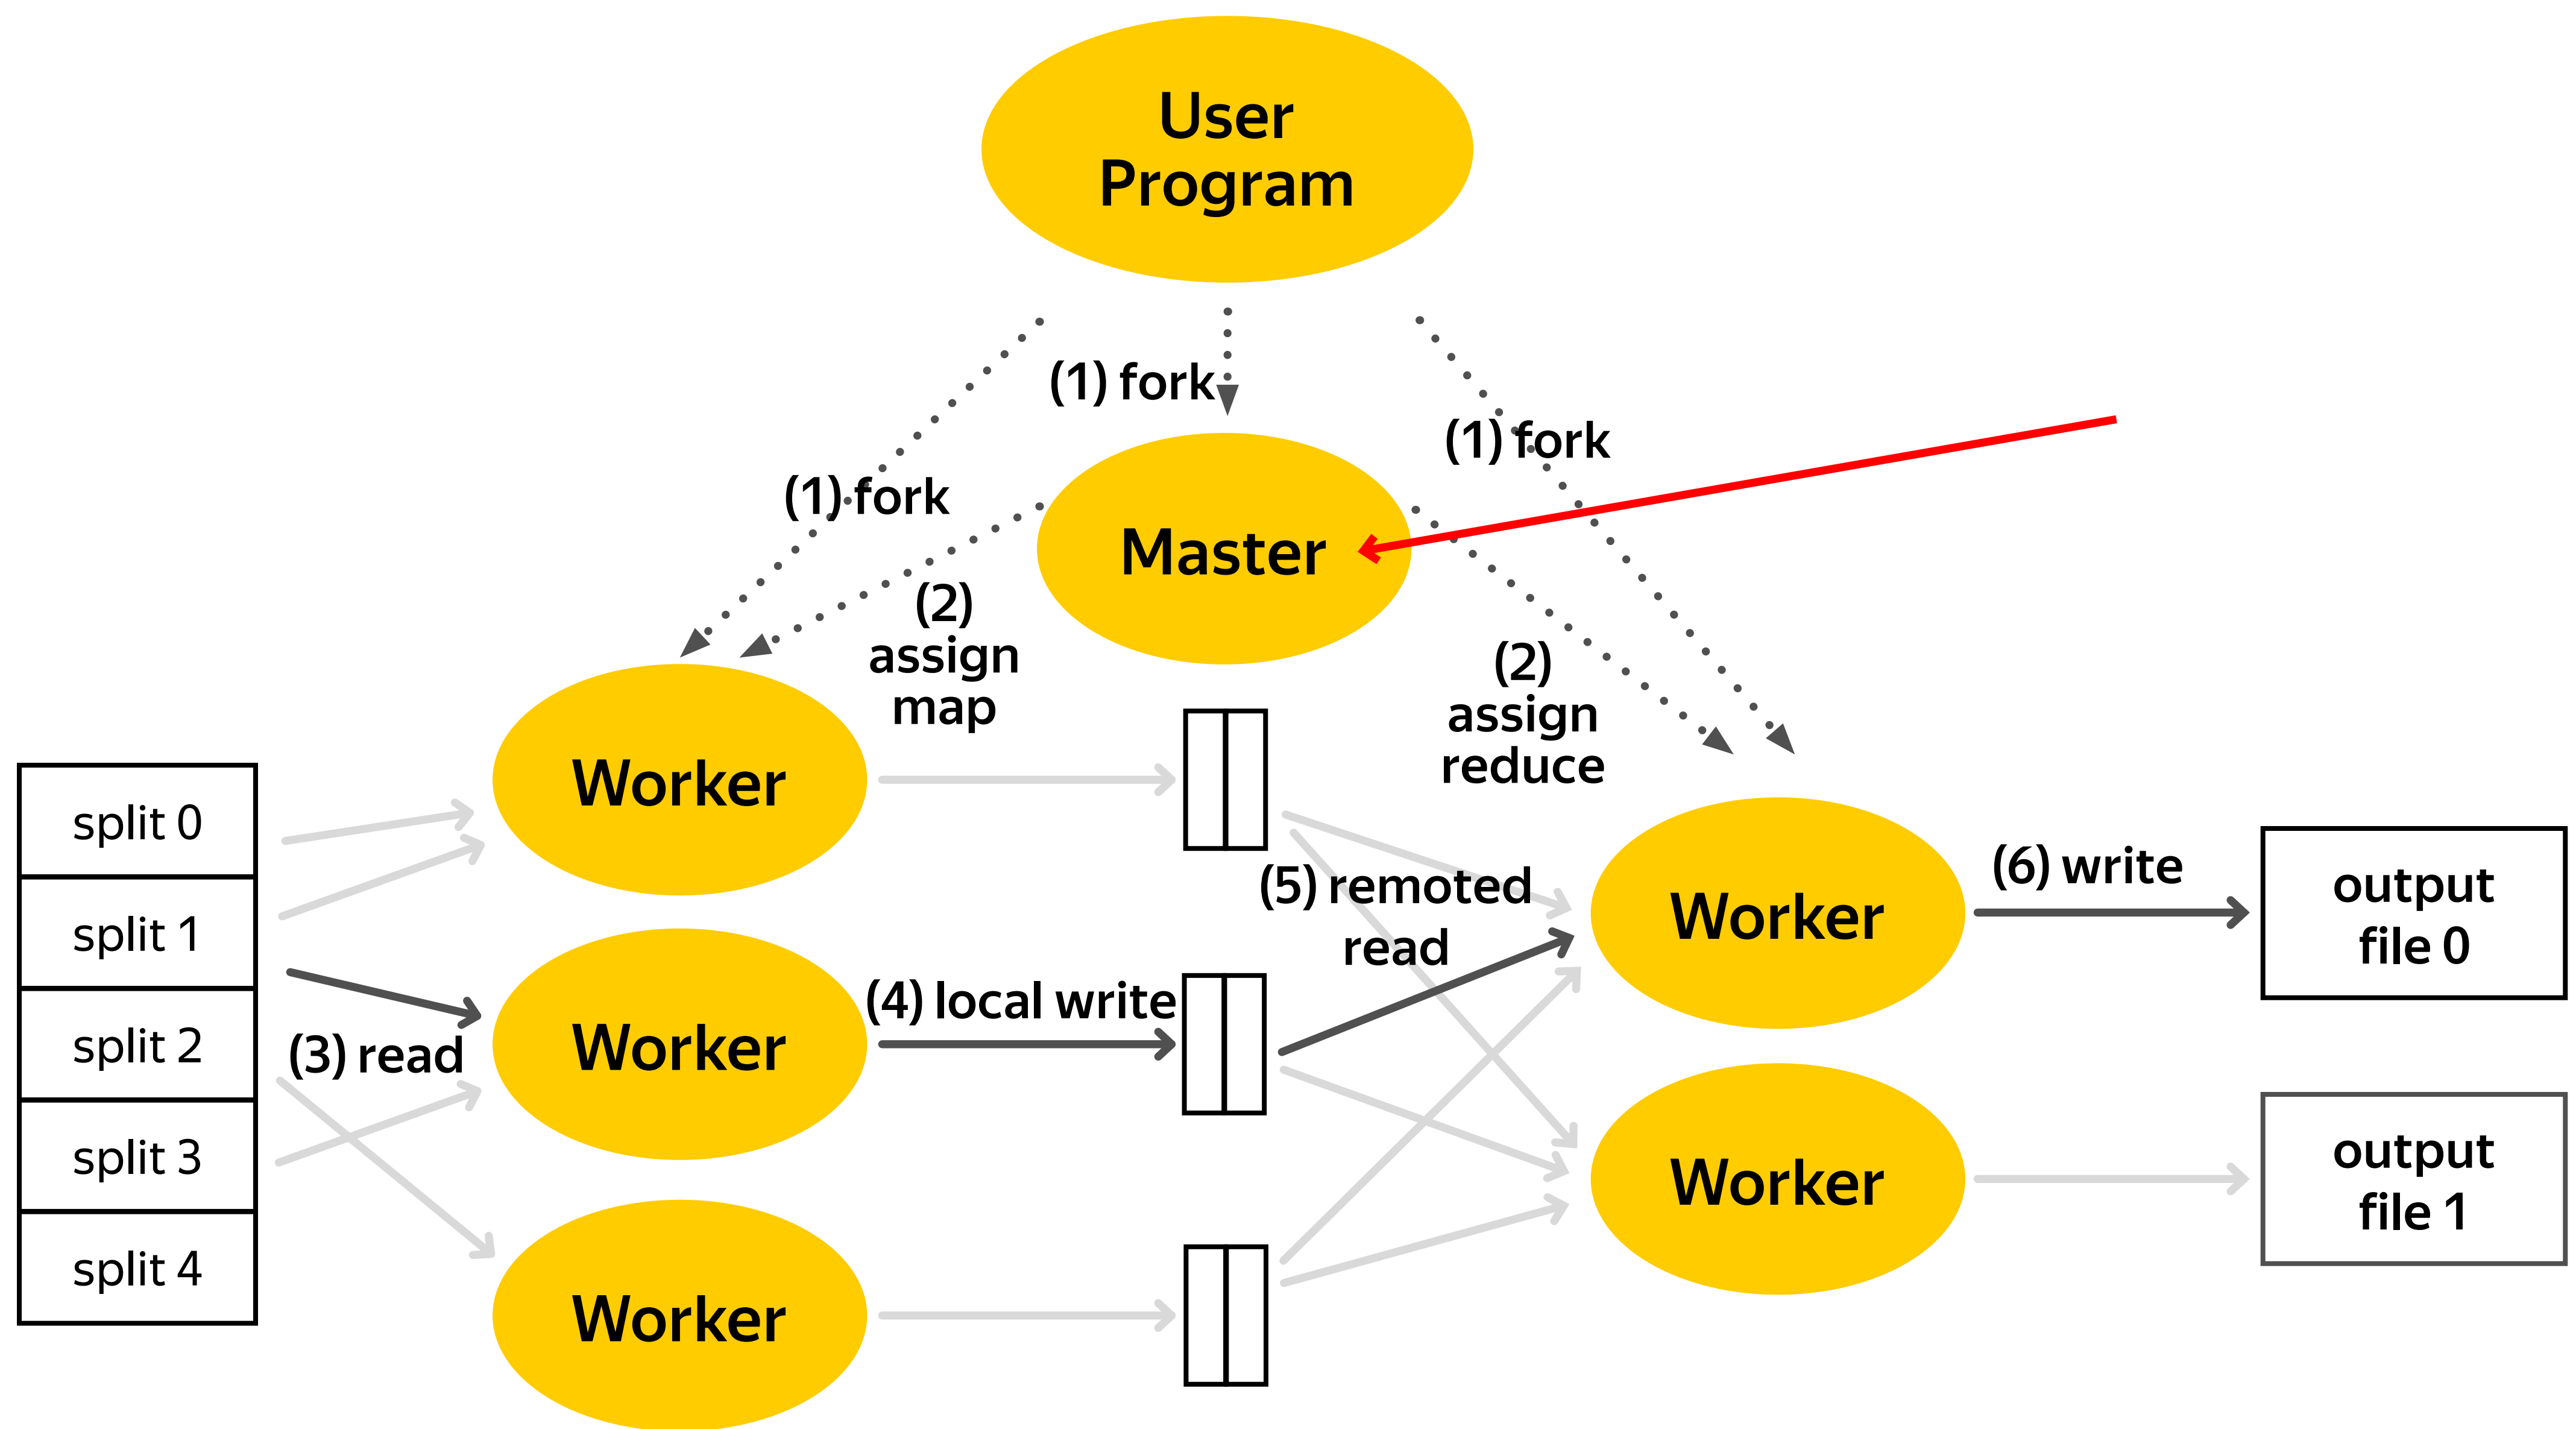 User
Program
(1) fork
(1) fork
(1) fork
Master
(2)
assign
map
(2)
assign
reduce
split 0
split 1
split 2
split 3
split 4
(3) read
Worker
Worker
Worker
(4) local write
(5) remoted
read
Worker
Worker
(6) write
output
file 0
output
file 1